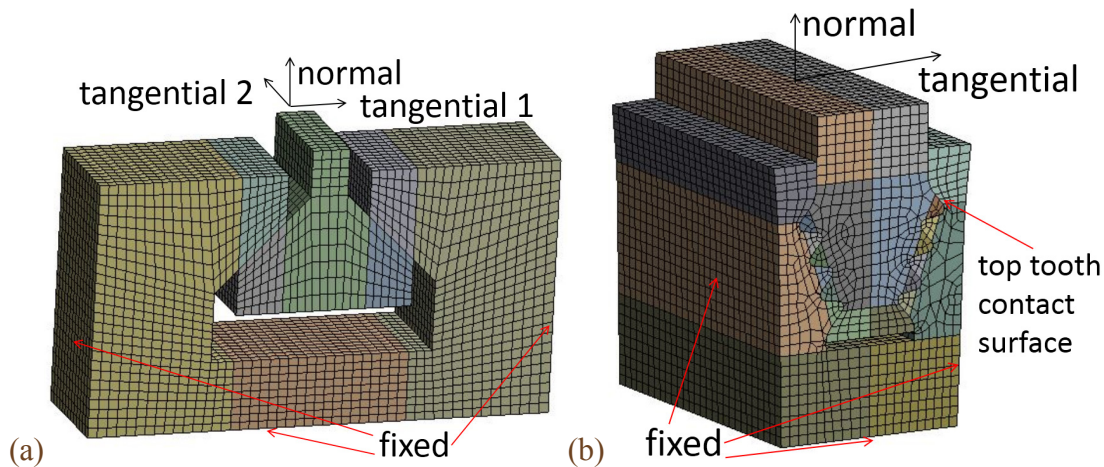 normal
tangential 2
tangential 1
fixed
(a)
normal
tangential
top tooth
contact
surface
fixed
(b)